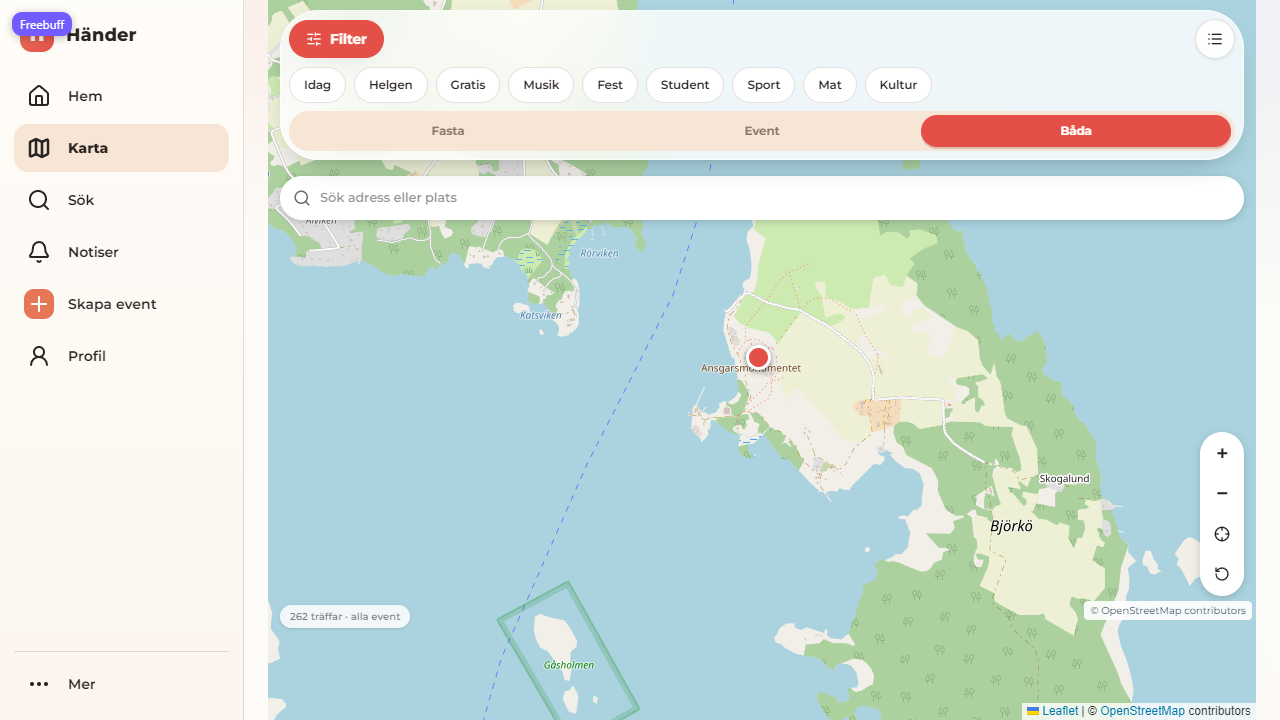 Freebuff
Händer
Hem
Karta
Sök
Notiser
Skapa event
Profil
Mer
Filter
Idag
Helgen
Gratis
Musik
Fest
Student
Sport
Mat
Kultur
Fasta
Event
Båda
Sök adress eller plats
Alviken
Rörviken
Katsviken
Ansgarsmonumentet
Skogalund
Björkö
Gåsholmen
262 träffar · alla event
+
−
© OpenStreetMap contributors
Leaflet | © OpenStreetMap contributors